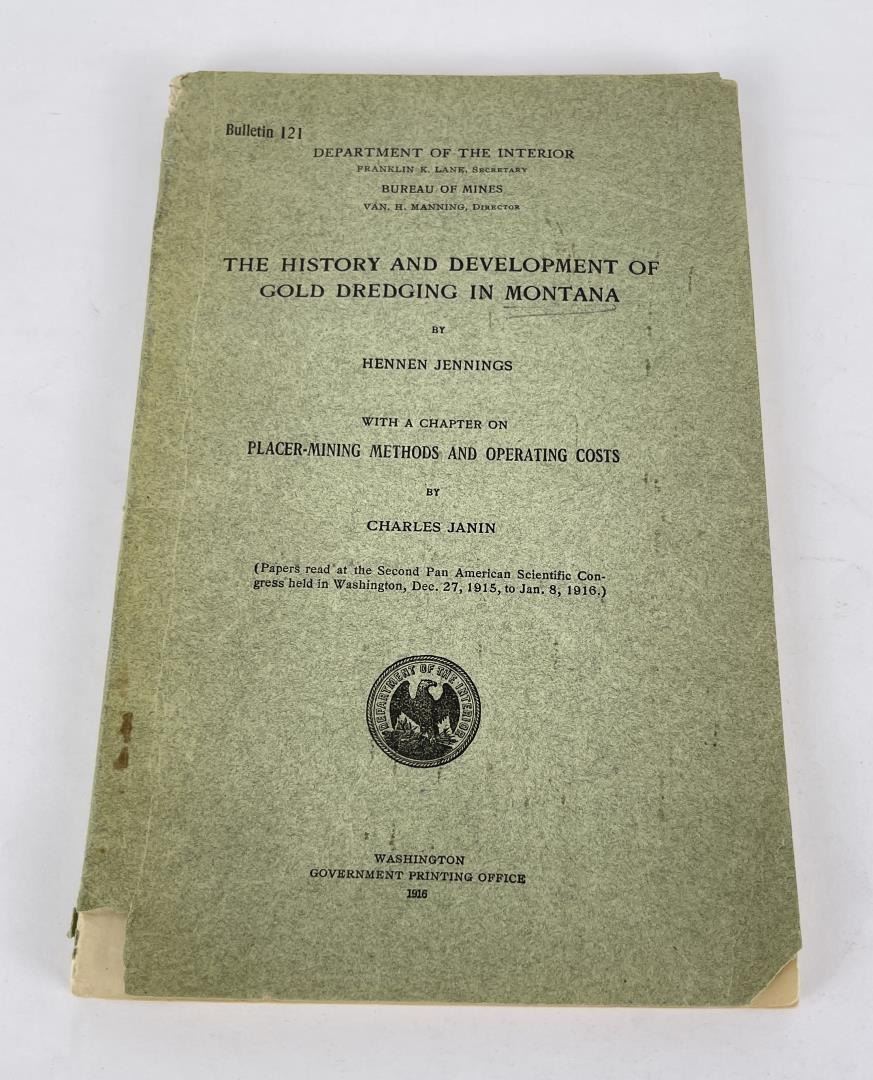 Bulletin 121
DEPARTMENT OF THE INTERIOR
FRANKLIN K. LANE, SECRETARY
BUREAU OF MINES
VAN. H. MANNING, DIRECTOR
THE HISTORY AND DEVELOPMENT OF
GOLD DREDGING IN MONTANA
BY
HENNEN JENNINGS
WITH A CHAPTER ON
PLACER-MINING METHODS AND OPERATING COSTS
BY
CHARLES JANIN
(Papers read at the Second Pan American Scientific Con-
gress held in Washington, Dec. 27, 1915, to Jan. 8, 1916.)
DEPARTMENT OF THE INTERIOR
WASHINGTON
GOVERNMENT PRINTING OFFICE
1916